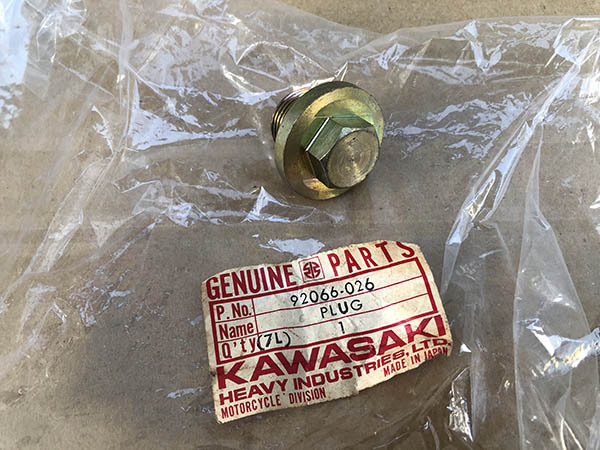 GENUINE PARTS
P. No. 92066-026
Name PLUG
Q'ty (7L) 1
KAWASAKI
HEAVY INDUSTRIES, LTD.
MOTORCYCLE DIVISION MADE IN JAPAN